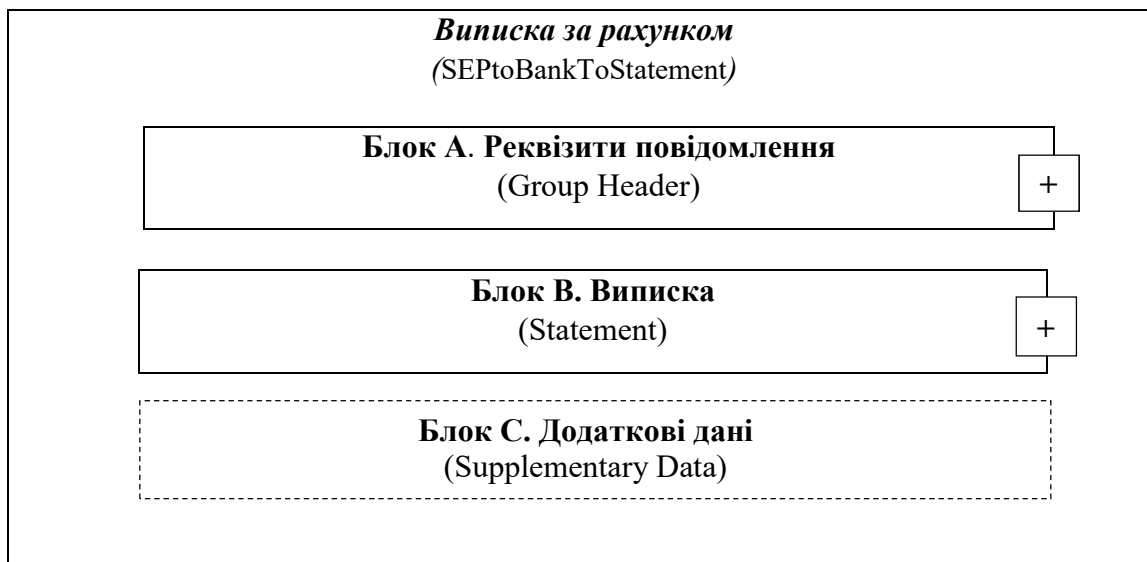 Виписка за рахунком
(SEPtoBankToStatement)
Блок А. Реквізити повідомлення
(Group Header)
+
Блок В. Виписка
(Statement)
+
Блок С. Додаткові дані
(Supplementary Data)